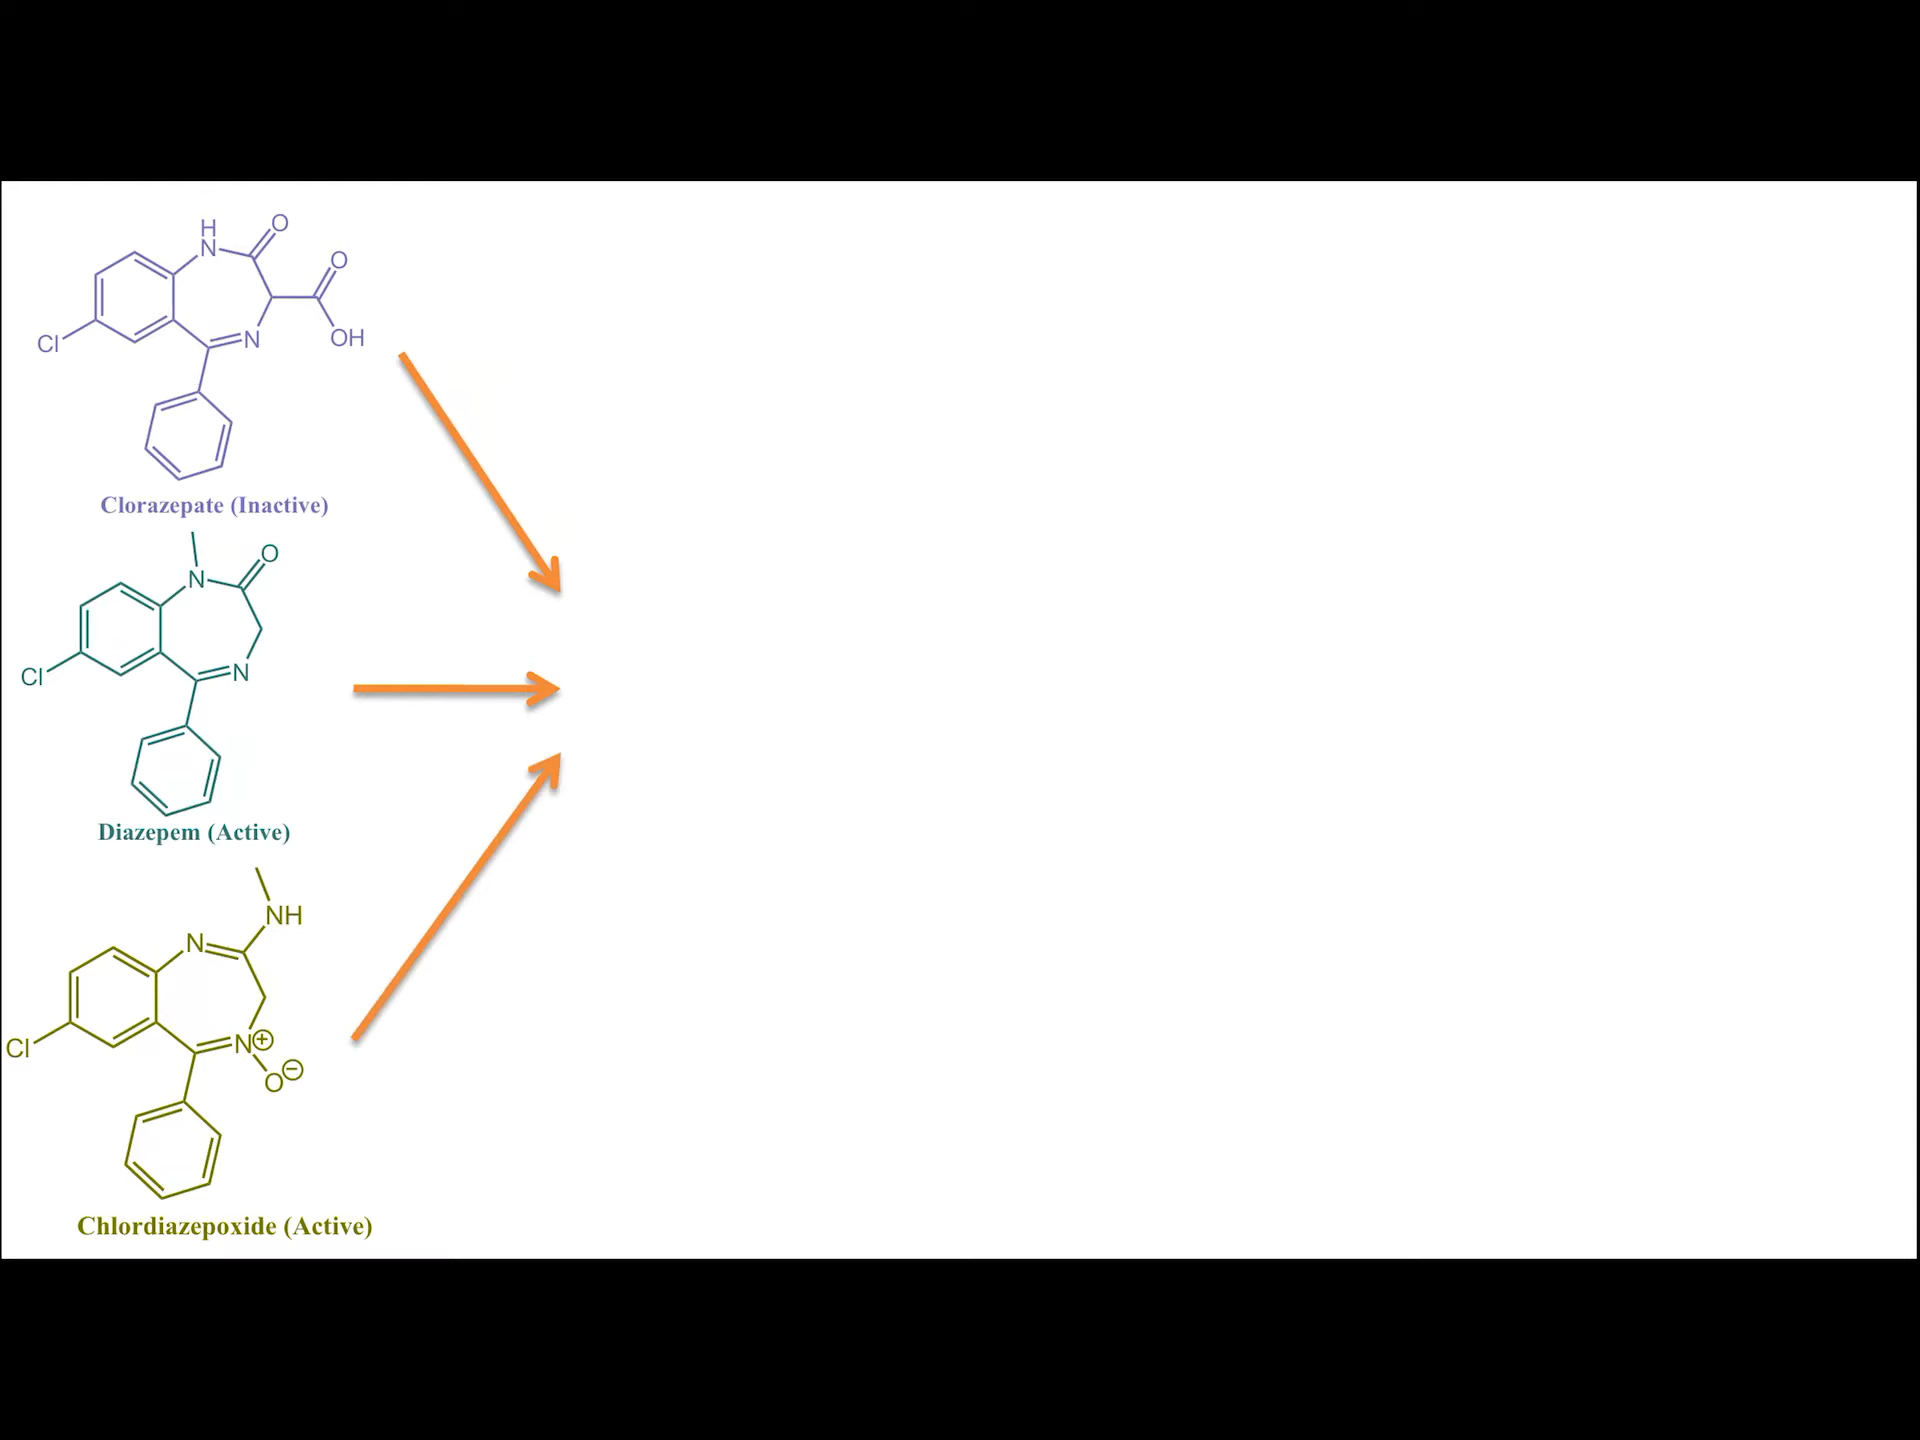 H
N
O
O
OH
N
Cl
Clorazepate (Inactive)
N
O
N
Cl
Diazepem (Active)
NH
N
N⊕
O⊖
Cl
Chlordiazepoxide (Active)